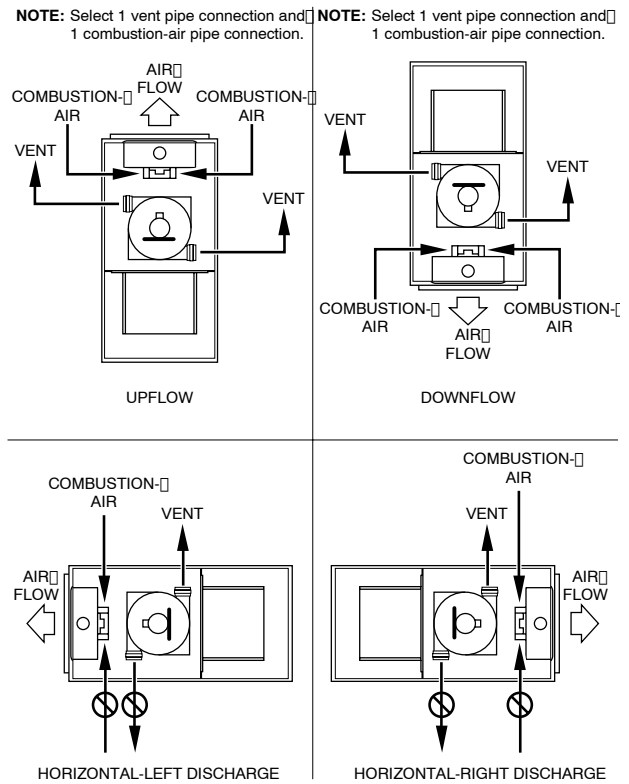 NOTE: Select 1 vent pipe connection and
1 combustion-air pipe connection.
AIR
FLOW
COMBUSTION-
AIR
COMBUSTION-
AIR
VENT
VENT
UPFLOW
NOTE: Select 1 vent pipe connection and
1 combustion-air pipe connection.
VENT
VENT
COMBUSTION-
AIR
COMBUSTION-
AIR
AIR
FLOW
DOWNFLOW
COMBUSTION-
AIR
VENT
AIR
FLOW
HORIZONTAL-LEFT DISCHARGE
COMBUSTION-
AIR
VENT
AIR
FLOW
HORIZONTAL-RIGHT DISCHARGE